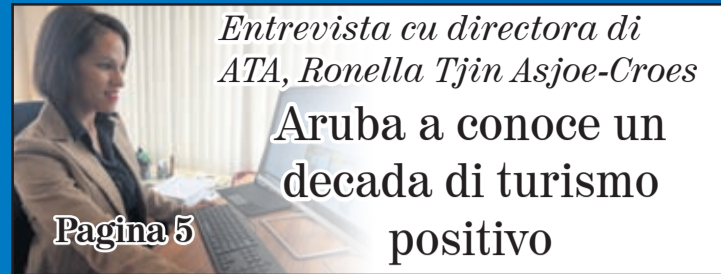 Entrevista cu directora di
ATA, Ronella Tjin Asjoe-Croes
Aruba a conoce un
decada di turismo
positivo
Pagina 5